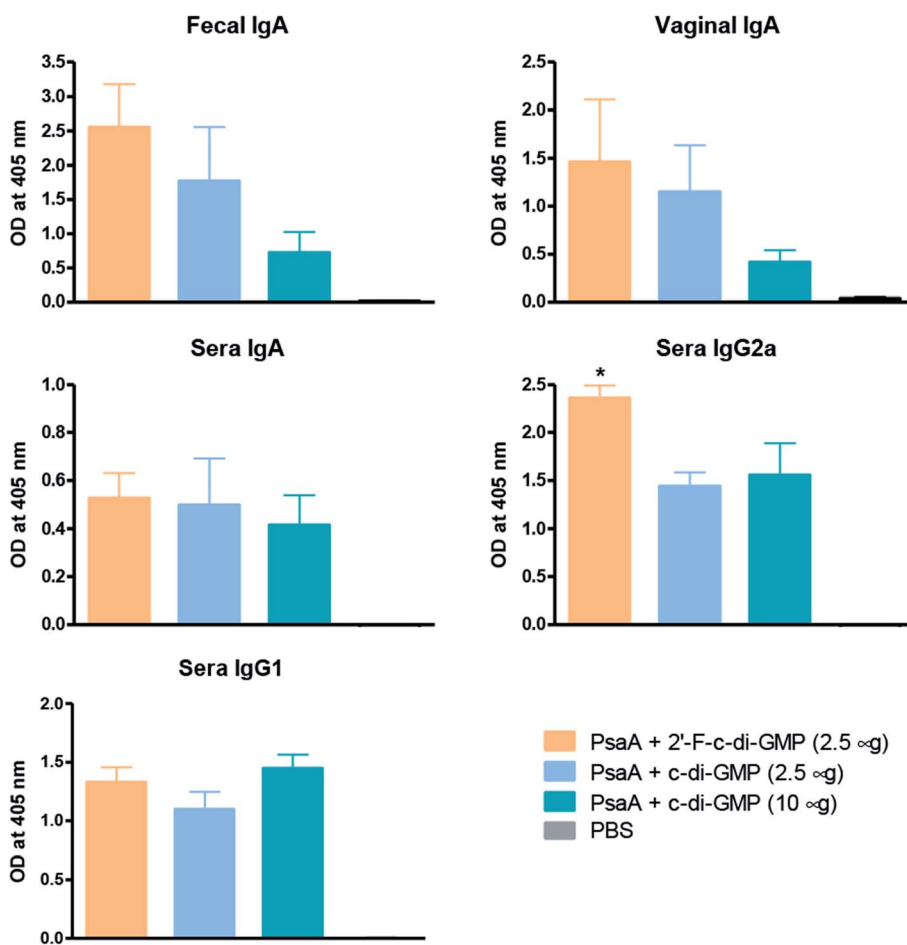 Fecal IgA
OD at 405 nm
3.5
3.0
2.5
2.0
1.5
1.0
0.5
0.0
Vaginal IgA
OD at 405 nm
2.5
2.0
1.5
1.0
0.5
0.0
Sera IgA
OD at 405 nm
1.0
0.8
0.6
0.4
0.2
0.0
Sera IgG2a
OD at 405 nm
2.5
2.0
1.5
1.0
0.5
0.0
*
Sera IgG1
OD at 405 nm
2.0
1.5
1.0
0.5
0.0
PsaA + 2'-F-c-di-GMP (2.5 ∝g)
PsaA + c-di-GMP (2.5 ∝g)
PsaA + c-di-GMP (10 ∝g)
PBS